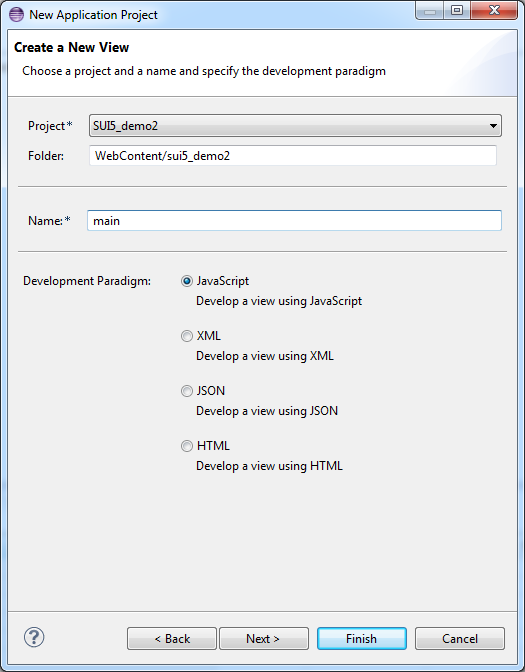 New Application Project
Create a New View
Choose a project and a name and specify the development paradigm
Project* SUI5_demo2
Folder: WebContent/sui5_demo2
Name:* main
Development Paradigm: JavaScript
Develop a view using JavaScript
XML
Develop a view using XML
JSON
Develop a view using JSON
HTML
Develop a view using HTML
? < Back Next > Finish Cancel